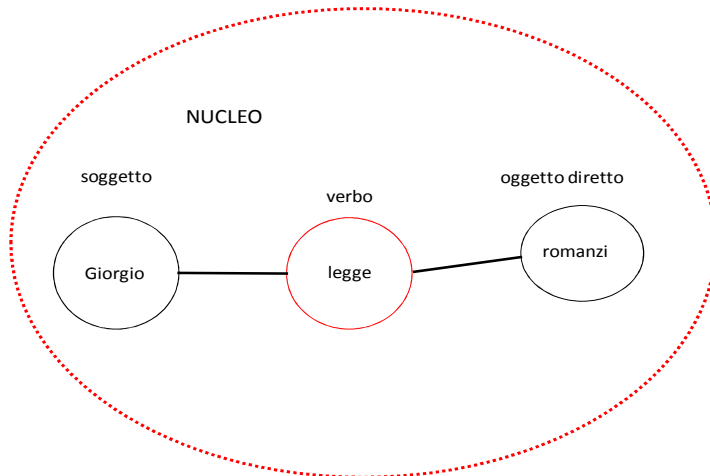 NUCLEO
soggetto
verbo
oggetto diretto
Giorgio
legge
romanzi